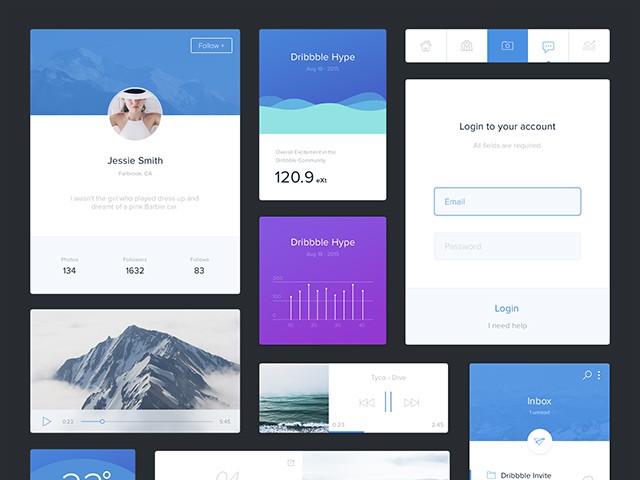 Follow +
Jessie Smith
Fairbrook, CA
I wasn't the girl who played dress up and
dreamt of a pink Barbie car.
Photos
Followers
Follows
134
1632
83
0:23
5:45
Dribbble Hype
Aug 18 - 2015
Overall Excitement in the
Dribbble Community
120.9 eXt
Dribbble Hype
Aug 18 - 2015
200
100
0
10
20
30
40
Tyco - Dive
0:23
2:42
Login to your account
All fields are required
Email
Password
Login
I need help
Inbox
1 unread
Dribbble Invite